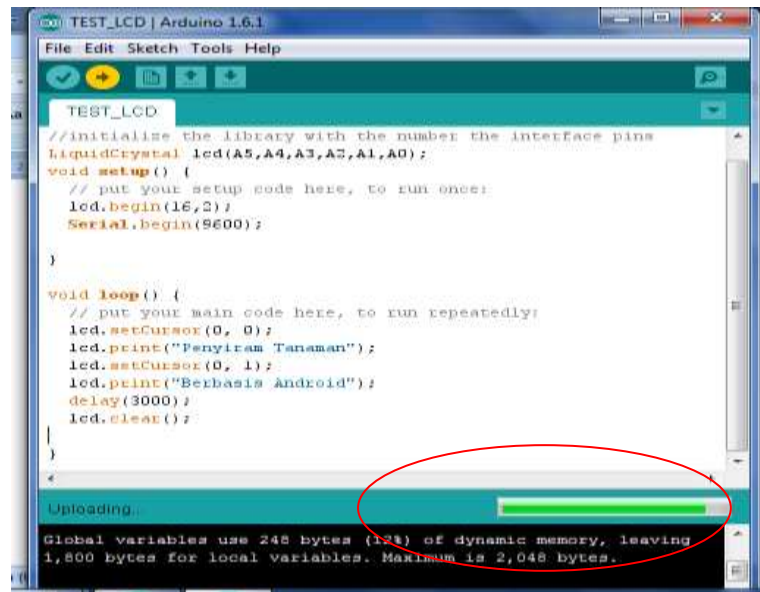 TEST_LCD | Arduino 1.6.1
File Edit Sketch Tools Help
TEST_LCD
//initialize the library with the number the interface pins
LiquidCrystal lcd(A5,A4,A3,A2,A1,A0);
void setup() {
// put your setup code here, to run once:
lcd.begin(16,2);
Serial.begin(9600);
}
void loop() {
// put your main code here, to run repeatedly:
lcd.setCursor(0, 0);
lcd.print("Penyiram Tanaman");
lcd.setCursor(0, 1);
lcd.print("Berbasis Android");
delay(3000);
lcd.clear();
}
Uploading...
Global variables use 248 bytes (12%) of dynamic memory, leaving
1,800 bytes for local variables. Maximum is 2,048 bytes.